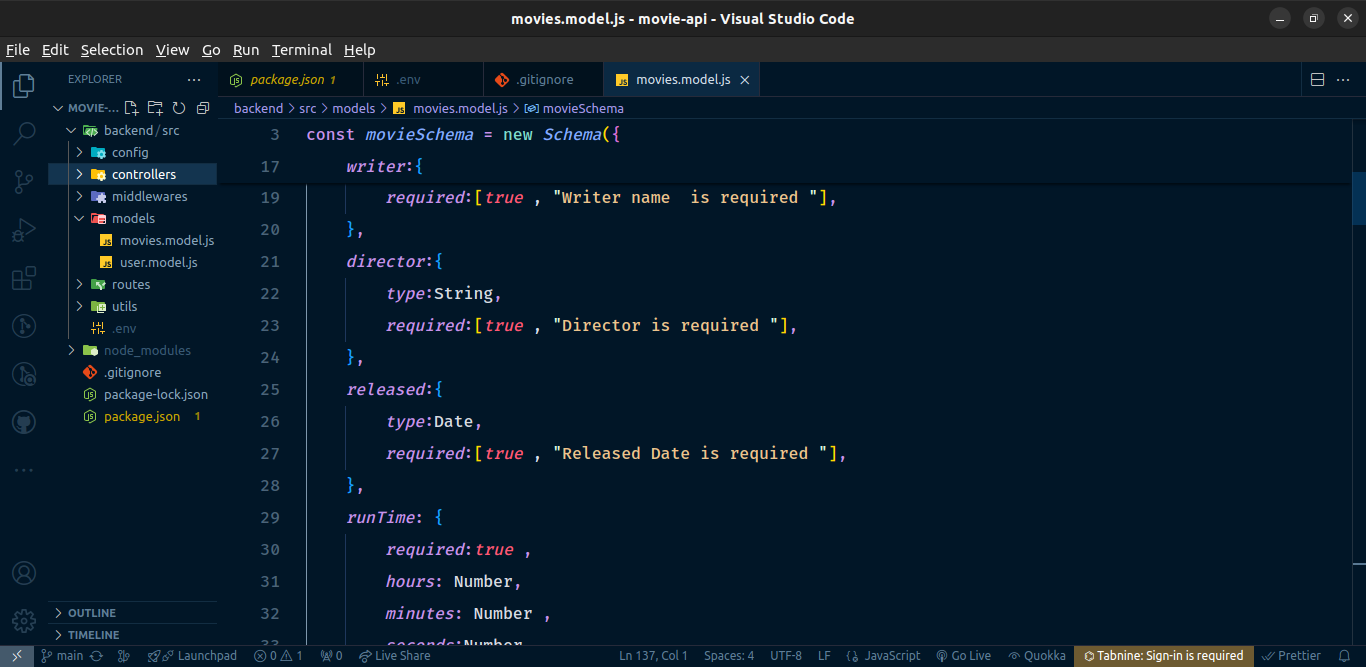 movies.model.js - movie-api - Visual Studio Code
File Edit Selection View Go Run Terminal Help
EXPLORER
MOVIE-...
backend/src
config
controllers
middlewares
models
movies.model.js
user.model.js
routes
utils
.env
node_modules
.gitignore
package-lock.json
package.json 1
OUTLINE
TIMELINE
package.json 1 .env .gitignore movies.model.js
backend > src > models > movies.model.js > movieSchema
3 const movieSchema = new Schema({
17 writer:{
19 required:[true , "Writer name  is required "],
20 },
21 director:{
22 type:String,
23 required:[true , "Director is required "],
24 },
25 released:{
26 type:Date,
27 required:[true , "Released Date is required "],
28 },
29 runTime: {
30 required:true ,
31 hours: Number,
32 minutes: Number ,
33 seconds:Number
main Launchpad 0 1 0 Live Share Ln 137, Col 1 Spaces: 4 UTF-8 LF JavaScript Go Live Quokka Tabnine: Sign-in is required Prettier